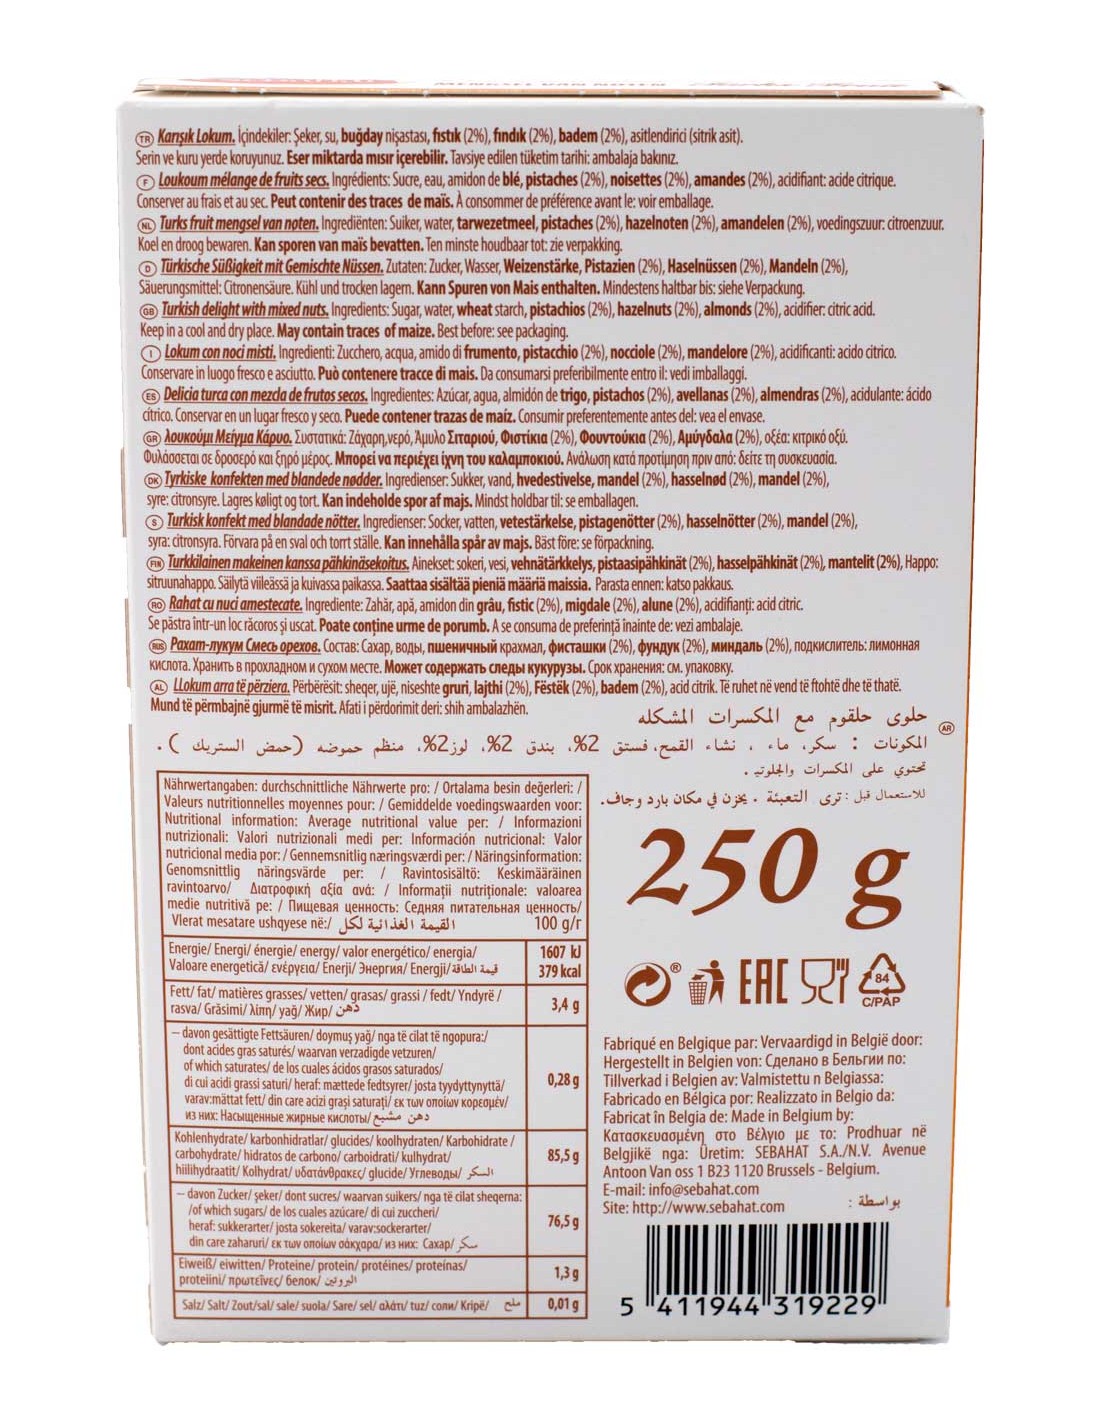 TR Karışık Lokum. İçindekiler: Şeker, su, buğday nişastası, fıstık (2%), fındık (2%), badem (2%), asitlendirici (sitrik asit).
Serin ve kuru yerde koruyunuz. Eser miktarda mısır içerebilir. Tavsiye edilen tüketim tarihi: ambalaja bakınız.
F Loukoum mélange de fruits secs. Ingrédients: Sucre, eau, amidon de blé, pistaches (2%), noisettes (2%), amandes (2%), acidifiant: acide citrique.
Conserver au frais et au sec. Peut contenir des traces de maïs. À consommer de préférence avant le: voir emballage.
NL Turks fruit mengsel van noten. Ingrediënten: Suiker, water, tarwezetmeel, pistaches (2%), hazelnoten (2%), amandelen (2%), voedingszuur: citroenzuur.
Koel en droog bewaren. Kan sporen van maïs bevatten. Ten minste houdbaar tot: zie verpakking.
D Türkische Süßigkeit mit Gemischte Nüssen. Zutaten: Zucker, Wasser, Weizenstärke, Pistazien (2%), Haselnüssen (2%), Mandeln (2%),
Säuerungsmittel: Citronensäure. Kühl und trocken lagern. Kann Spuren von Mais enthalten. Mindestens haltbar bis: siehe Verpackung.
GB Turkish delight with mixed nuts. Ingredients: Sugar, water, wheat starch, pistachios (2%), hazelnuts (2%), almonds (2%), acidifier: citric acid.
Keep in a cool and dry place. May contain traces of maize. Best before: see packaging.
I Lokum con noci misti. Ingredienti: Zucchero, acqua, amido di frumento, pistacchio (2%), nocciole (2%), mandelore (2%), acidificanti: acido citrico.
Conservare in luogo fresco e asciutto. Può contenere tracce di mais. Da consumarsi preferibilmente entro il: vedi imballaggi.
ES Delicia turca con mezcla de frutos secos. Ingredientes: Azúcar, agua, almidón de trigo, pistachos (2%), avellanas (2%), almendras (2%), acidulante: ácido
cítrico. Conservar en un lugar fresco y seco. Puede contener trazas de maíz. Consumir preferentemente antes del: vea el envase.
GR λουκούμι Μείγμα Κάρυο. Συστατικά: Ζάχαρη,νερό, Άμυλο Σιταριού, Φιστίκια (2%), Φουντούκια (2%), Αμύγδαλα (2%), οξέα: κιτρικό οξύ.
Φυλάσσεται σε δροσερό και ξηρό μέρος. Μπορεί να περιέχει ίχνη του καλαμποκιού. Ανάλωση κατά προτίμηση πριν από: δείτε τη συσκευασία.
DK Tyrkiske konfekten med blandede nødder. Ingredienser: Sukker, vand, hvedestivelse, mandel (2%), hasselnød (2%), mandel (2%),
syre: citronsyre. Lagres køligt og tort. Kan indeholde spor af majs. Mindst holdbar til: se emballagen.
S Turkisk konfekt med blandade nötter. Ingredienser: Socker, vatten, vetestärkelse, pistagenötter (2%), hasselnötter (2%), mandel (2%),
syra: citronsyra. Förvara på en sval och torrt ställe. Kan innehålla spår av majs. Bäst före: se förpackning.
FIN Turkkilainen makeinen kanssa pähkinäsekoitus. Ainekset: sokeri, vesi, vehnätärkkelys, pistaasipähkinät (2%), hasselpähkinät (2%), mantelit (2%), Happo:
sitruunahappo. Säilytä viileässä ja kuivassa paikassa. Saattaa sisältää pieniä määriä maissia. Parasta ennen: katso pakkaus.
RO Rahat cu nuci amestecate. Ingrediente: Zahăr, apă, amidon din grâu, fistic (2%), migdale (2%), alune (2%), acidifianți: acid citric.
Se păstra într-un loc răcoros și uscat. Poate conține urme de porumb. A se consuma de preferință înainte de: vezi ambalaje.
RUS Рахат-лукум Смесь орехов. Состав: Сахар, воды, пшеничный крахмал, фисташки (2%), фундук (2%), миндаль (2%), подкислитель: лимонная
кислота. Хранить в прохладном и сухом месте. Может содержать следы кукурузы. Срок хранения: см. упаковку.
AL LLokum arra të përziera. Përbërësit: sheqer, ujë, niseshte gruri, lajthi (2%), Fëstëk (2%), badem (2%), acid citrik. Të ruhet në vend të ftohtë dhe të thatë.
Mund të përmbajnë gjurmë të misrit. Afati i përdorimit deri: shih ambalazhën.
حلوى حلقوم مع المكسرات المشكله AR
المكونات : سكر، ماء ، نشاء القمح، فستق 2%، بندق 2%، لوز2%، منظم حموضه (حمض الستريك ).
تحتوي على المكسرات والجلوتيـ .
للاستعمال قبل : ترى التعبئة . يخزن في مكان بارد وجاف.
Nährwertangaben: durchschnittliche Nährwerte pro: / Ortalama besin değerleri: /
Valeurs nutritionnelles moyennes pour: / Gemiddelde voedingswaarden voor:
Nutritional information: Average nutritional value per: / Informazioni
nutrizionali: Valori nutrizionali medi per: Información nutricional: Valor
nutricional media por: / Gennemsnitlig næringsværdi per: / Näringsinformation:
Genomsnittlig näringsvärde per: / Ravintosisältö: Keskimääräinen
ravintoarvo/ Διατροφική αξία ανά: / Informații nutriționale: valoarea
medie nutritivă pe: / Пищевая ценность: Седняя питательная ценность/
Vlerat mesatare ushqyese në:/ القيمة الغذائية لكل 100 g/г
Energie/ Energi/ énergie/ energy/ valor energético/ energia/ 1607 kJ
Valoare energetică/ ενέργεια/ Enerji/ Энергия/ Energji/ قيمة الطاقة 379 kcal
Fett/ fat/ matières grasses/ vetten/ grasas/ grassi / fedt/ Yndyrë /
rasva/ Grăsimi/ λίπη/ yağ/ Жир/ دهن 3,4 g
– davon gesättigte Fettsäuren/ doymuş yağ/ nga të cilat të ngopura:/
dont acides gras saturés/ waarvan verzadigde vetzuren/
of which saturates/ de los cuales ácidos grasos saturados/
di cui acidi grassi saturi/ heraf: mættede fedtsyrer/ josta tyydyttynyttä/ 0,28 g
varav:mättat fett/ din care acizi grași saturați/ εκ των οποίων κορεσμέν/
из них: Насыщенные жирные кислоты/ دهن مشبع
Kohlenhydrate/ karbonhidratlar/ glucides/ koolhydraten/ Karbohidrate /
carbohydrate/ hidratos de carbono/ carboidrati/ kulhydrat/ 85,5 g
hiilihydraatit/ Kolhydrat/ υδατάνθρακες/ glucide/ Углеводы/ السكر
– davon Zucker/ şeker/ dont sucres/ waarvan suikers/ nga të cilat sheqerna:
/of which sugars/ de los cuales azúcare/ di cui zuccheri/
heraf: sukkerarter/ josta sokereita/ varav:sockerarter/ 76,5 g
din care zaharuri/ εκ των οποίων σάκχαρα/ из них: Сахар/ سكر
Eiweiß/ eiwitten/ Proteine/ protein/ protéines/ proteínas/
proteiini/ πρωτεΐνες/ белок/ البروتين 1,3 g
Salz/ Salt/ Zout/sal/ sale/ suola/ Sare/ sel/ αλάτι/ tuz/ соли/ Kripë/ ملح 0,01 g
250 g
® EAC 84
C/PAP
Fabriqué en Belgique par: Vervaardigd in België door:
Hergestellt in Belgien von: Сделано в Бельгии по:
Tillverkad i Belgien av: Valmistettu n Belgiassa:
Fabricado en Bélgica por: Realizzato in Belgio da:
Fabricat în Belgia de: Made in Belgium by:
Κατασκευασμένη στο Βέλγιο με το: Prodhuar në
Belgjikë nga: Üretim: SEBAHAT S.A./N.V. Avenue
Antoon Van oss 1 B23 1120 Brussels - Belgium.
E-mail: info@sebahat.com
Site: http://www.sebahat.com بواسطة :
5 411944 319229